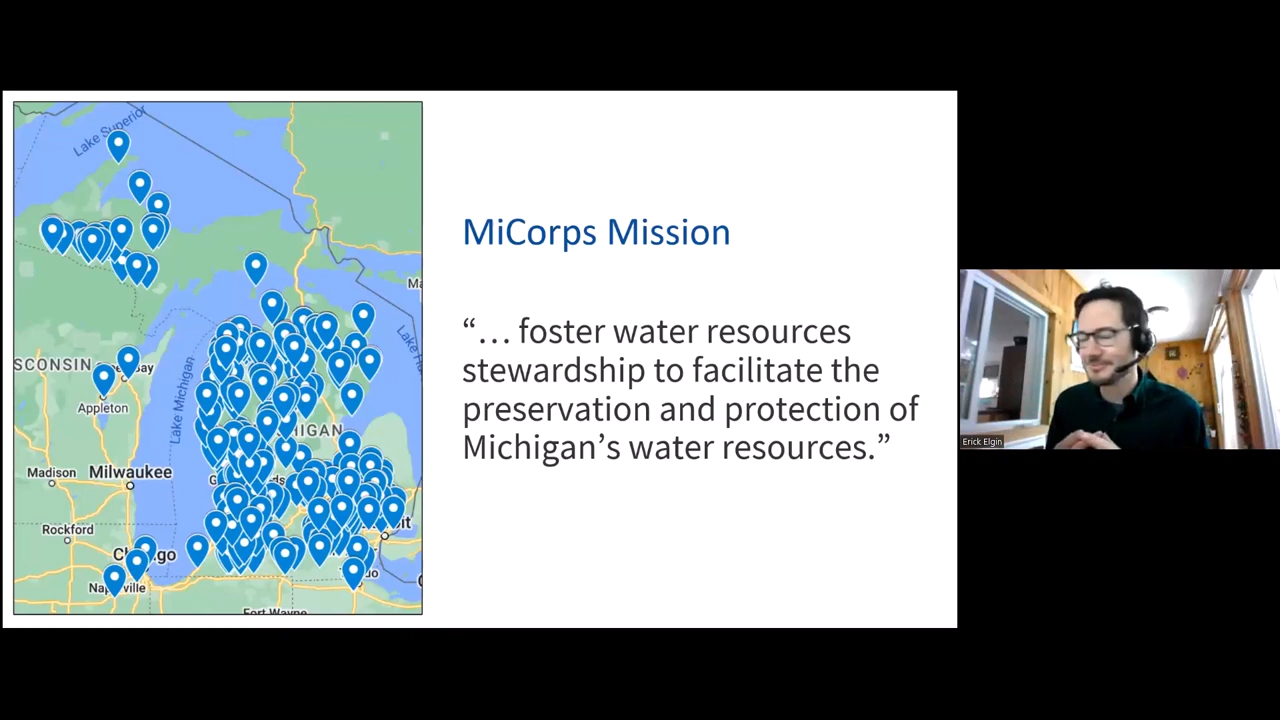 MiCorps Mission
“… foster water resources
stewardship to facilitate the
preservation and protection of
Michigan’s water resources.”
Lake Superior
Lake Michigan
Appleton
Madison
Milwaukee
Rockford
Fort Wayne
Erick Elgin